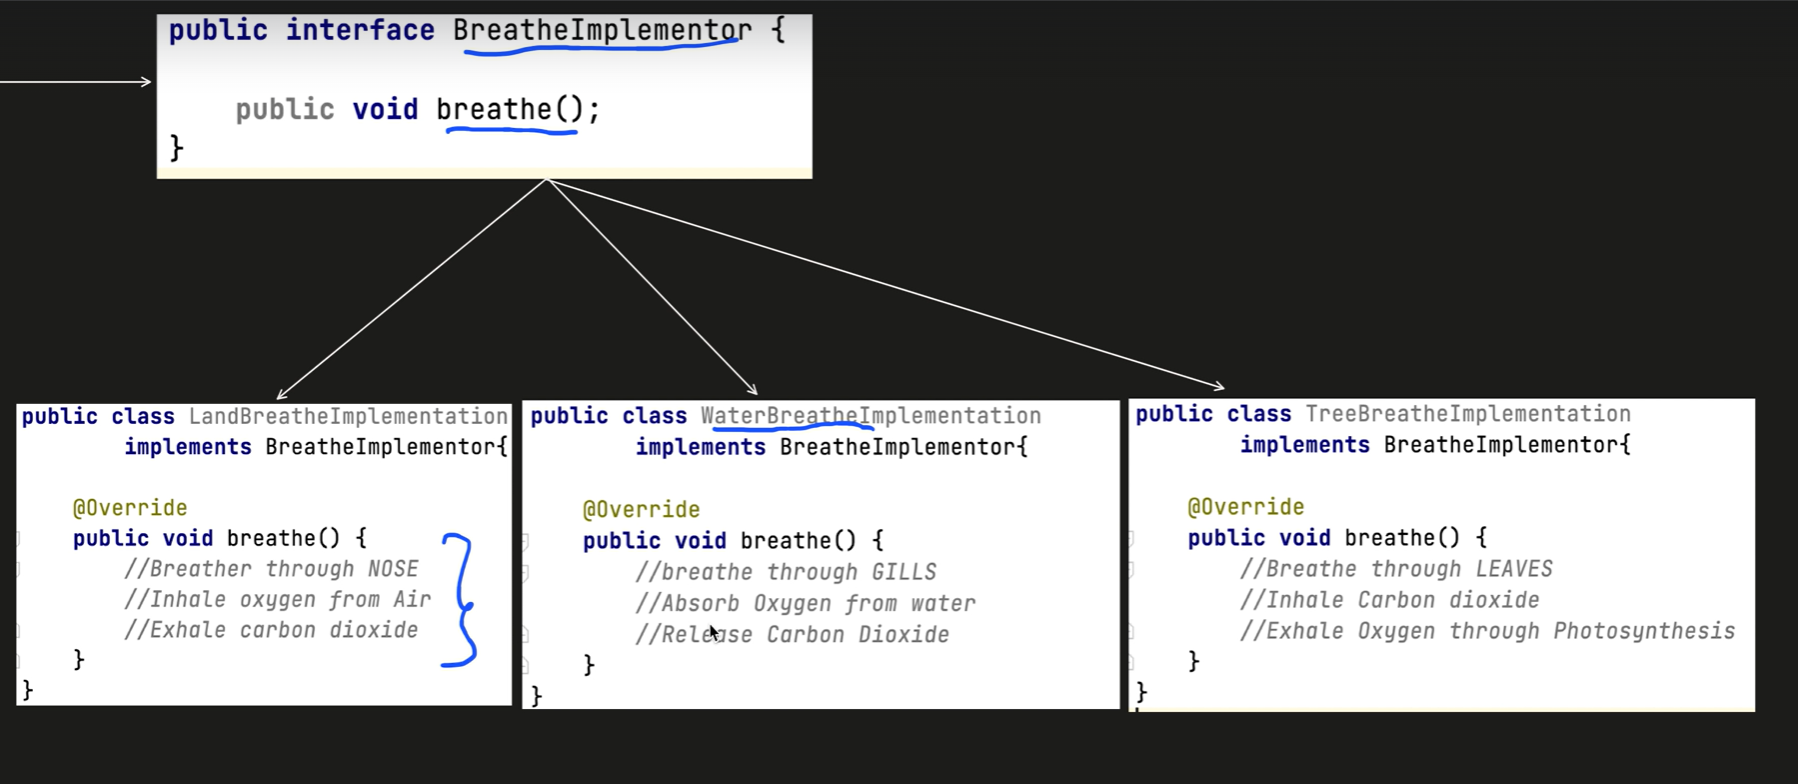 public interface BreatheImplementor {
public void breathe();
}
public class LandBreatheImplementation
implements BreatheImplementor{
@Override
public void breathe() {
//Breather through NOSE
//Inhale oxygen from Air
//Exhale carbon dioxide
}
}
public class WaterBreatheImplementation
implements BreatheImplementor{
@Override
public void breathe() {
//breathe through GILLS
//Absorb Oxygen from water
//Release Carbon Dioxide
}
}
public class TreeBreatheImplementation
implements BreatheImplementor{
@Override
public void breathe() {
//Breathe through LEAVES
//Inhale Carbon dioxide
//Exhale Oxygen through Photosynthesis
}
}